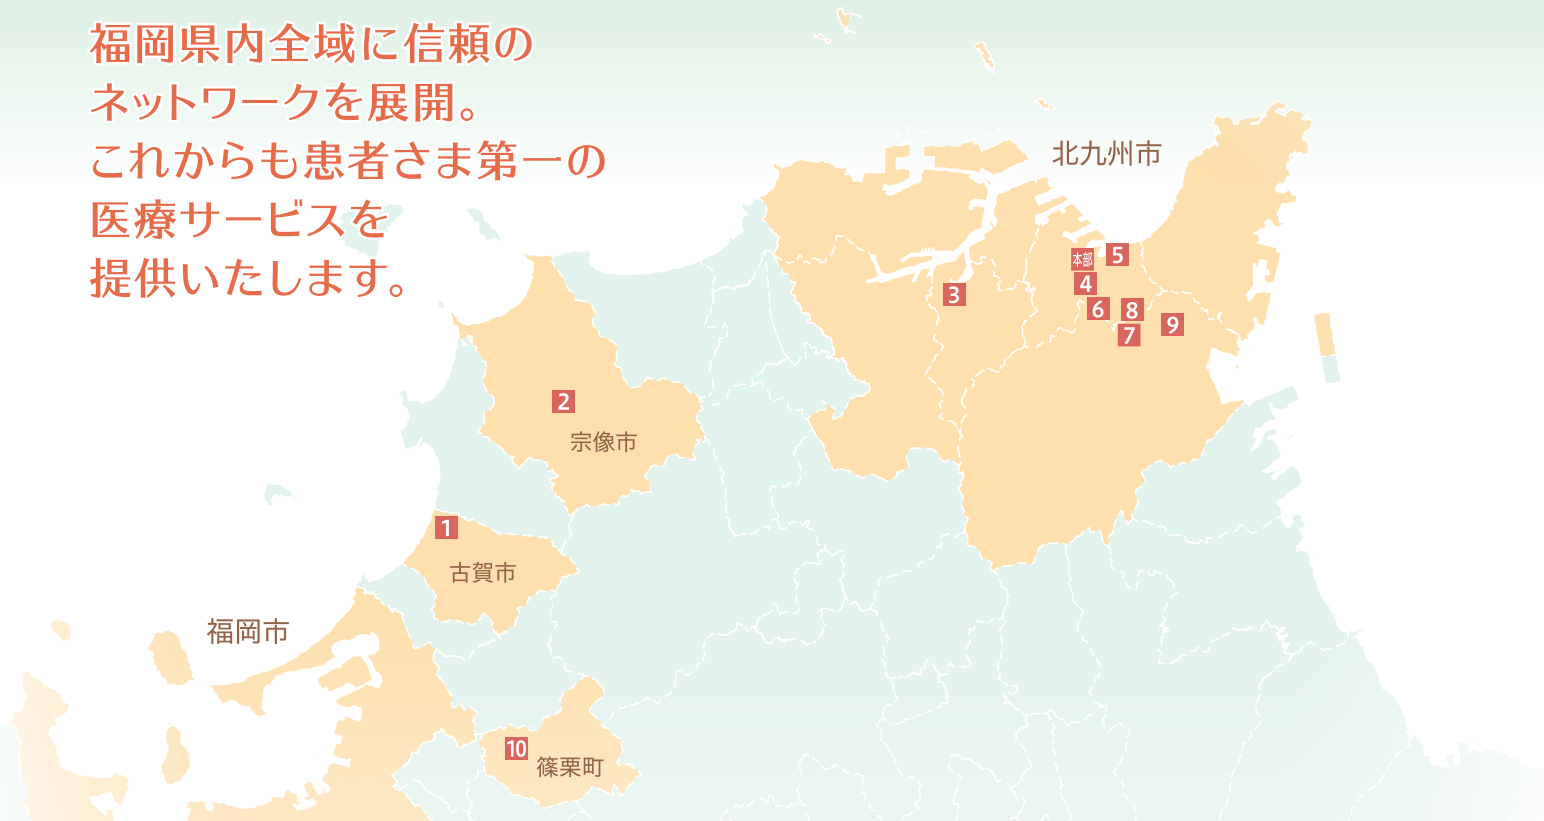 福岡県内全域に信頼の
ネットワークを展開。
これからも患者さま第一の
医療サービスを
提供いたします。
北九州市
本部
5
4
3
6
8
9
7
2
宗像市
1
古賀市
福岡市
10
篠栗町